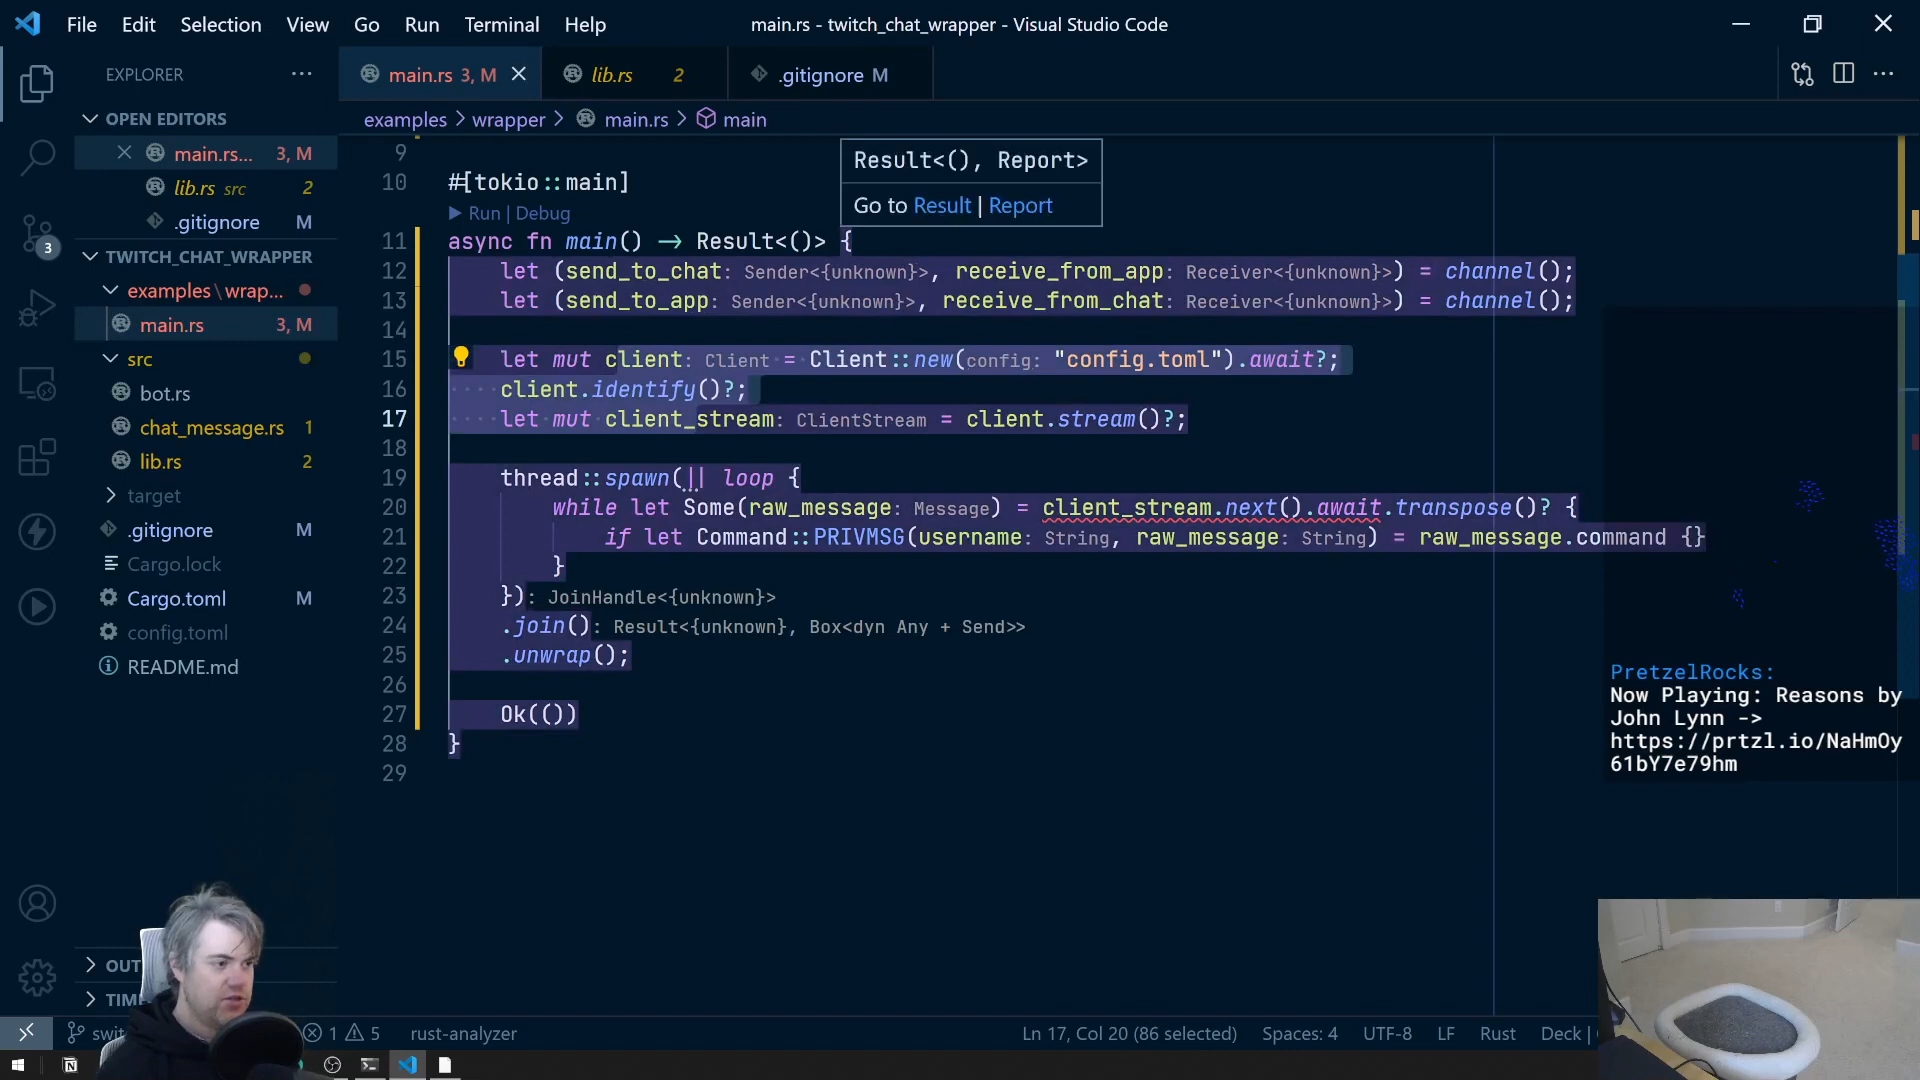 File Edit Selection View Go Run Terminal Help
main.rs - twitch_chat_wrapper - Visual Studio Code
EXPLORER
main.rs 3, M
lib.rs 2
.gitignore M
OPEN EDITORS
main.rs... 3, M
lib.rs src 2
.gitignore M
TWITCH_CHAT_WRAPPER
examples\wrap...
main.rs 3, M
src
bot.rs
chat_message.rs 1
lib.rs 2
target
.gitignore M
Cargo.lock
Cargo.toml M
config.toml
README.md
3
examples > wrapper > main.rs > main
Result<(), Report>
Go to Result | Report
9
10 #[tokio::main]
Run | Debug
11 async fn main() → Result<()> {
12 let (send_to_chat: Sender<{unknown}>, receive_from_app: Receiver<{unknown}>) = channel();
13 let (send_to_app: Sender<{unknown}>, receive_from_chat: Receiver<{unknown}>) = channel();
14
15 let mut client: Client = Client::new(config: "config.toml").await?;
16 client.identify()?;
17 let mut client_stream: ClientStream = client.stream()?;
18
19 thread::spawn(|| loop {
20 while let Some(raw_message: Message) = client_stream.next().await.transpose()? {
21 if let Command::PRIVMSG(username: String, raw_message: String) = raw_message.command {}
22 }
23 }): JoinHandle<{unknown}>
24 .join(): Result<{unknown}, Box<dyn Any + Send>>
25 .unwrap();
26
27 Ok(())
28 }
29
PretzelRocks:
Now Playing: Reasons by
John Lynn ->
https://prtzl.io/NaHmOy
61bY7e79hm
OUT
TIM
swit
1 5
rust-analyzer
Ln 17, Col 20 (86 selected)
Spaces: 4
UTF-8
LF
Rust
Deck |